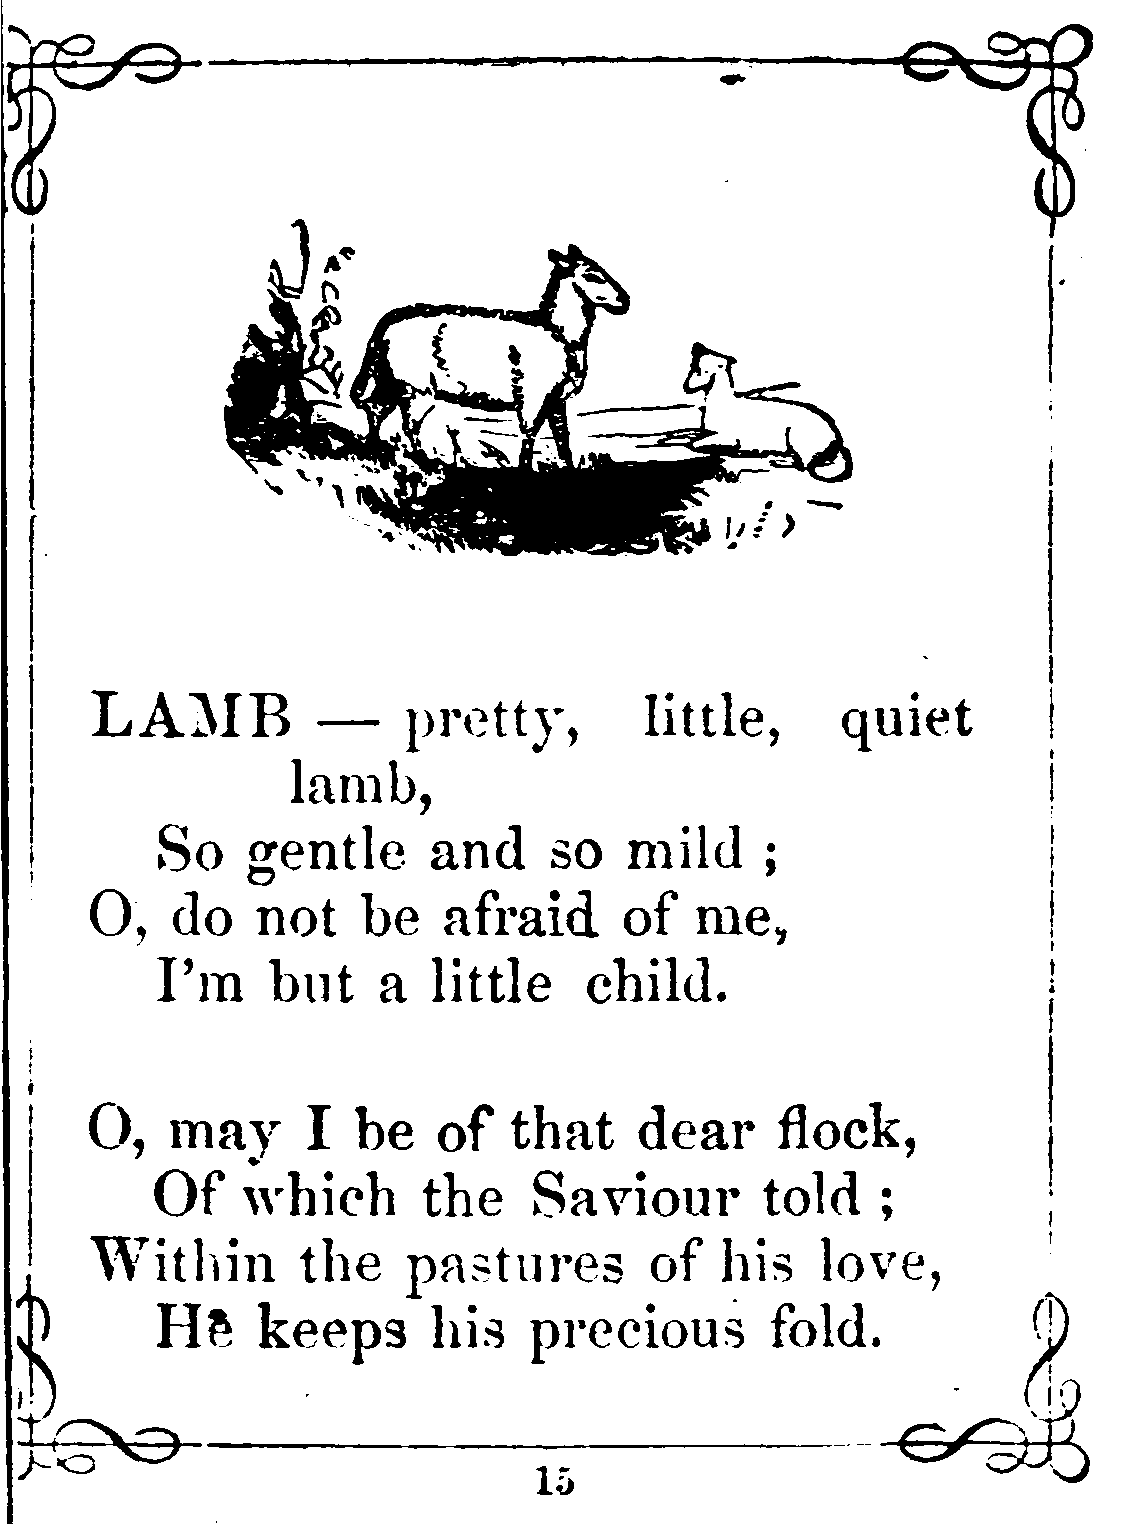 LAMB — pretty, little, quiet
lamb,
So gentle and so mild ;
O, do not be afraid of me,
I'm but a little child.
O, may I be of that dear flock,
Of which the Saviour told ;
Within the pastures of his love,
He keeps his precious fold.
15